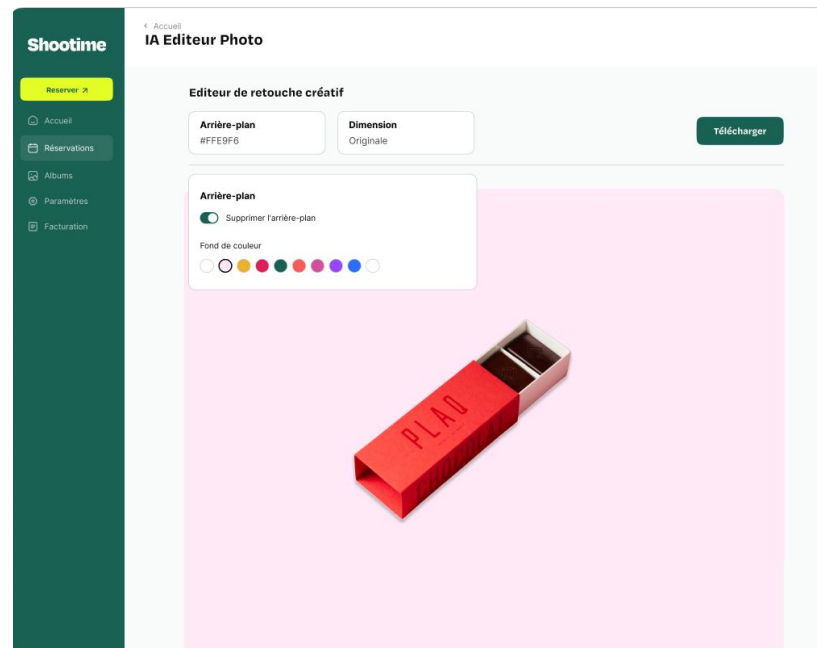 Shootime
Reserver ↗
Accueil
Réservations
Albums
Paramètres
Facturation
‹ Accueil
IA Editeur Photo
Editeur de retouche créatif
Arrière-plan
#FFE9F6
Dimension
Originale
Télécharger
Arrière-plan
Supprimer l'arrière-plan
Fond de couleur
PLAQ